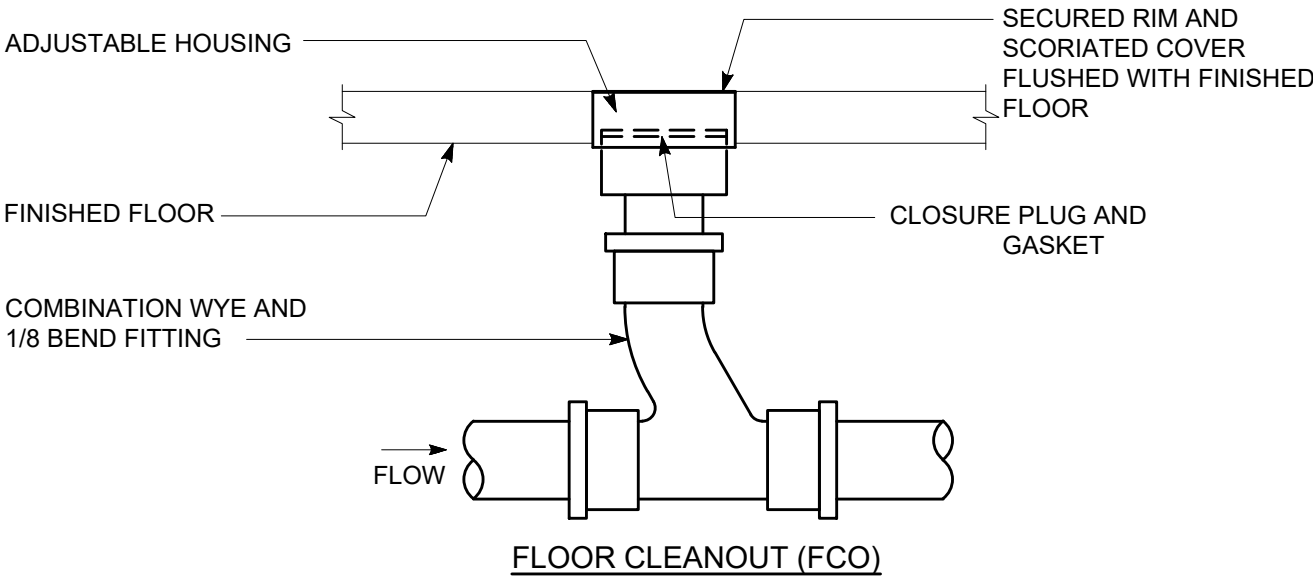 ADJUSTABLE HOUSING
SECURED RIM AND
SCORIATED COVER
FLUSHED WITH FINISHED
FLOOR
FINISHED FLOOR
CLOSURE PLUG AND
GASKET
COMBINATION WYE AND
1/8 BEND FITTING
FLOW
FLOOR CLEANOUT (FCO)